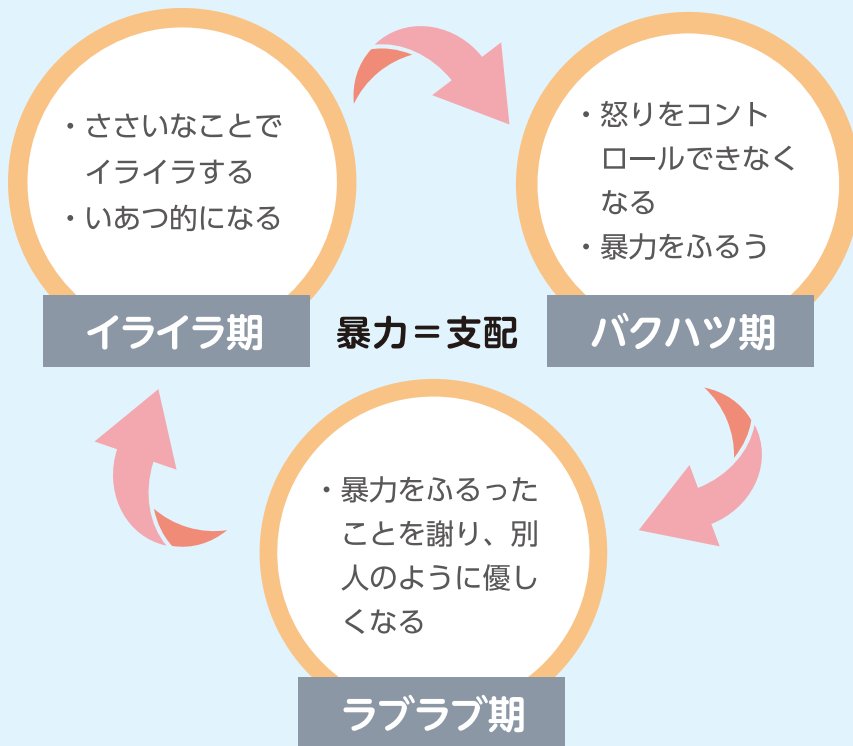 ・ささいなことで
イライラする
・いあつ的になる
イライラ期
・怒りをコント
ロールできなく
なる
・暴力をふるう
バクハツ期
暴力＝支配
・暴力をふるった
ことを謝り、別
人のように優し
くなる
ラブラブ期